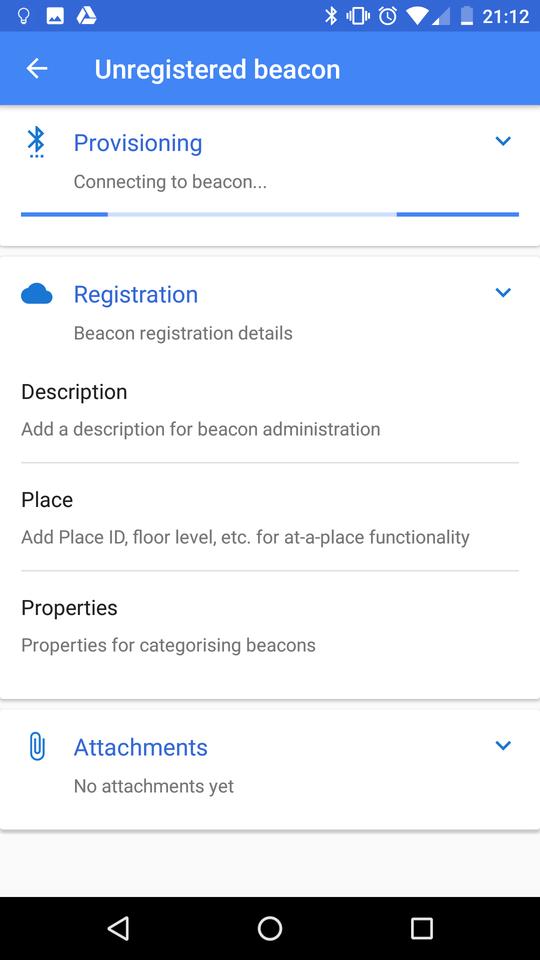 21:12
Unregistered beacon
Provisioning
Connecting to beacon...
Registration
Beacon registration details
Description
Add a description for beacon administration
Place
Add Place ID, floor level, etc. for at-a-place functionality
Properties
Properties for categorising beacons
Attachments
No attachments yet